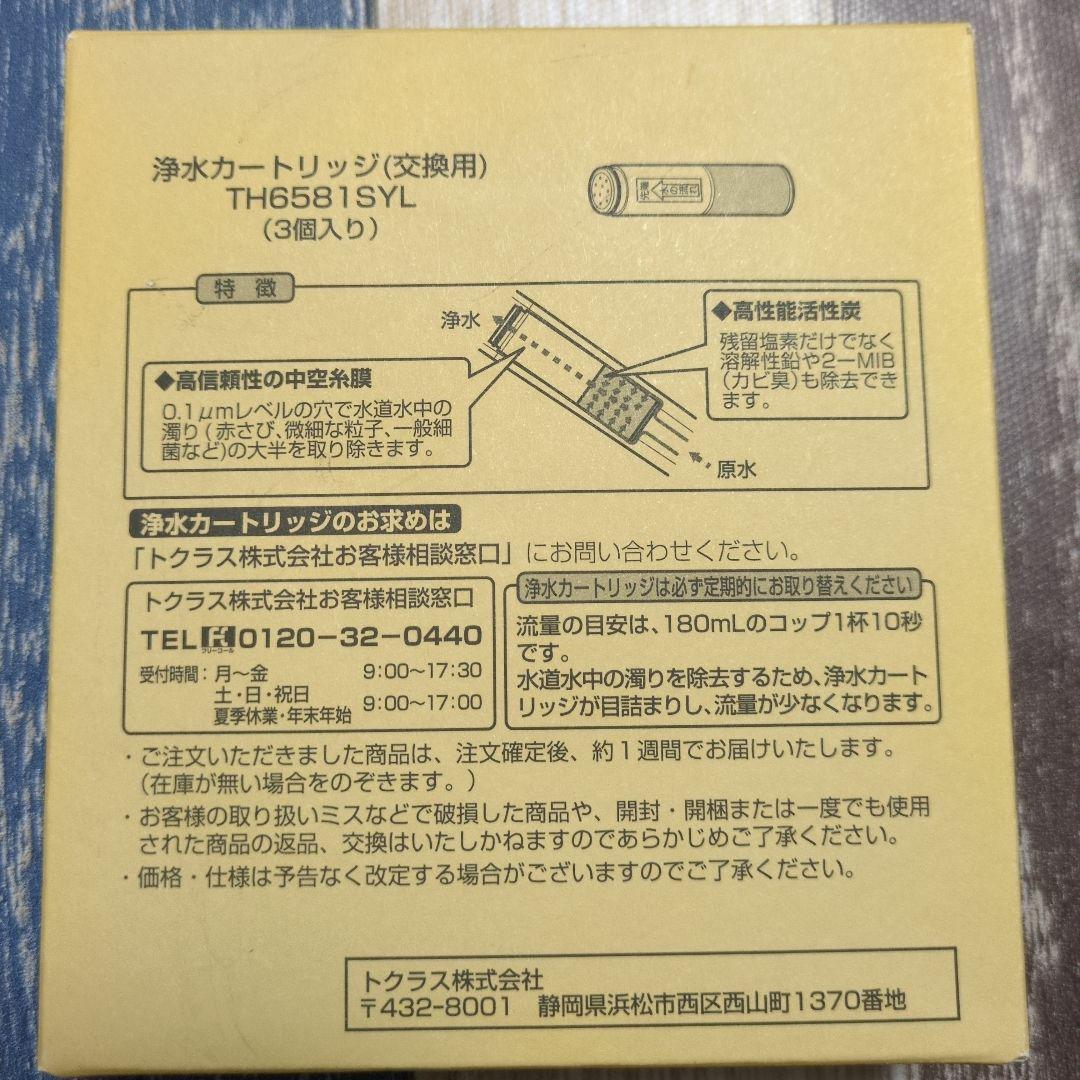 浄水カートリッジ(交換用)
TH6581SYL
(3個入り)
先端
水の流れ
特徴
浄水
◆高性能活性炭
残留塩素だけでなく
溶解性鉛や2ーMIB
(カビ臭)も除去でき
ます。
◆高信頼性の中空糸膜
0.1μmレベルの穴で水道水中の
濁り(赤さび、微細な粒子、一般細
菌など)の大半を取り除きます。
原水
浄水カートリッジのお求めは
「トクラス株式会社お客様相談窓口」にお問い合わせください。
トクラス株式会社お客様相談窓口
TEL フリーコール 0120-32-0440
受付時間:月〜金 9:00〜17:30
土・日・祝日
夏季休業・年末年始 9:00〜17:00
浄水カートリッジは必ず定期的にお取り替えください
流量の目安は、180mLのコップ1杯10秒
です。
水道水中の濁りを除去するため、浄水カート
リッジが目詰まりし、流量が少なくなります。
・ご注文いただきました商品は、注文確定後、約1週間でお届けいたします。
(在庫が無い場合をのぞきます。)
・お客様の取り扱いミスなどで破損した商品や、開封・開梱または一度でも使用
された商品の返品、交換はいたしかねますのであらかじめご了承ください。
・価格・仕様は予告なく改定する場合がございますのでご了承ください。
トクラス株式会社
〒432-8001 静岡県浜松市西区西山町1370番地